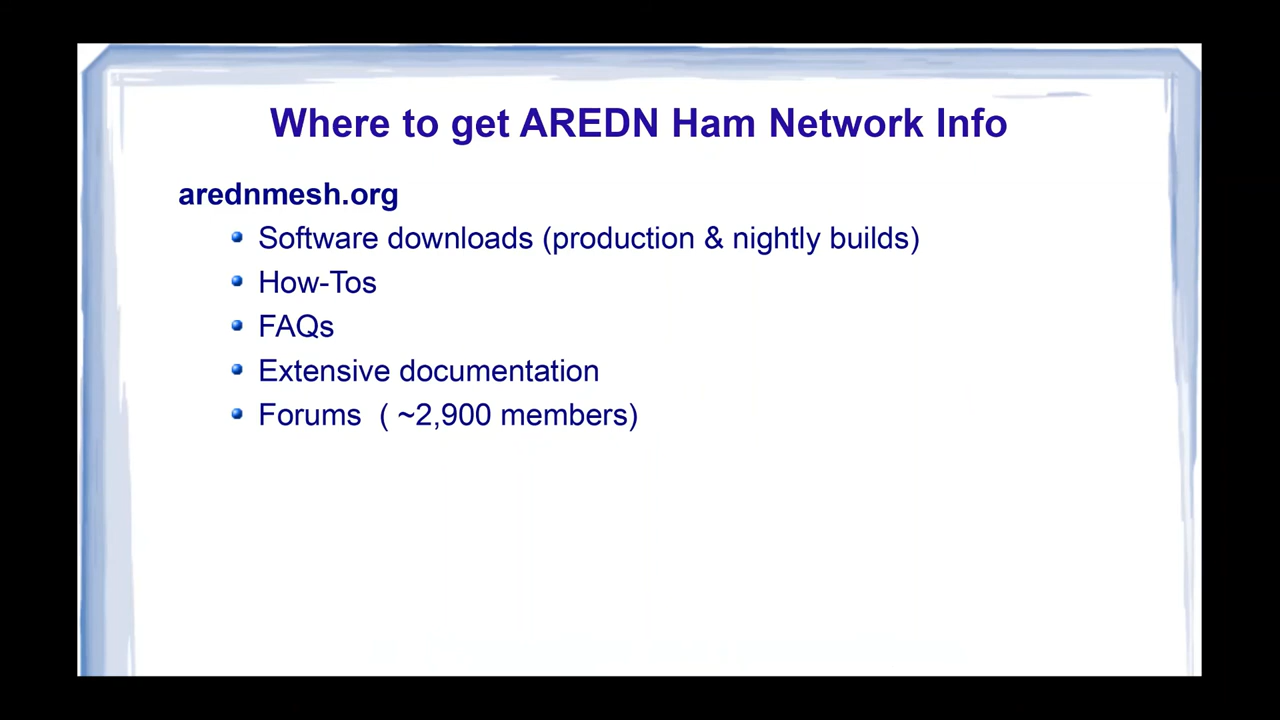 Where to get AREDN Ham Network Info
arednmesh.org
Software downloads (production & nightly builds)
How-Tos
FAQs
Extensive documentation
Forums ( ~2,900 members)